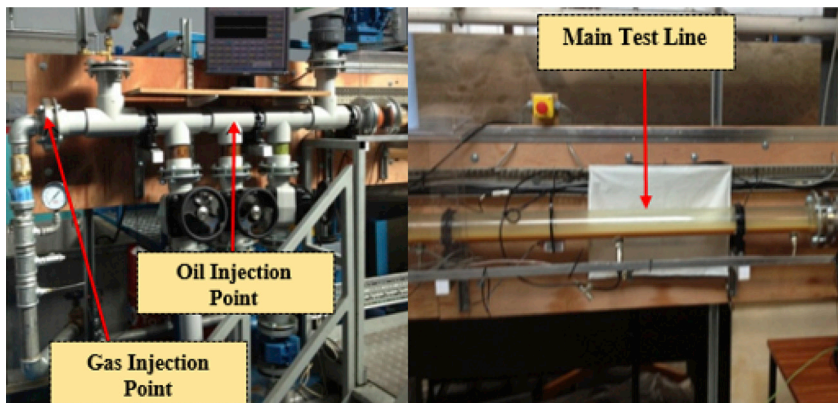 Main Test Line
Oil Injection
Point
Gas Injection
Point